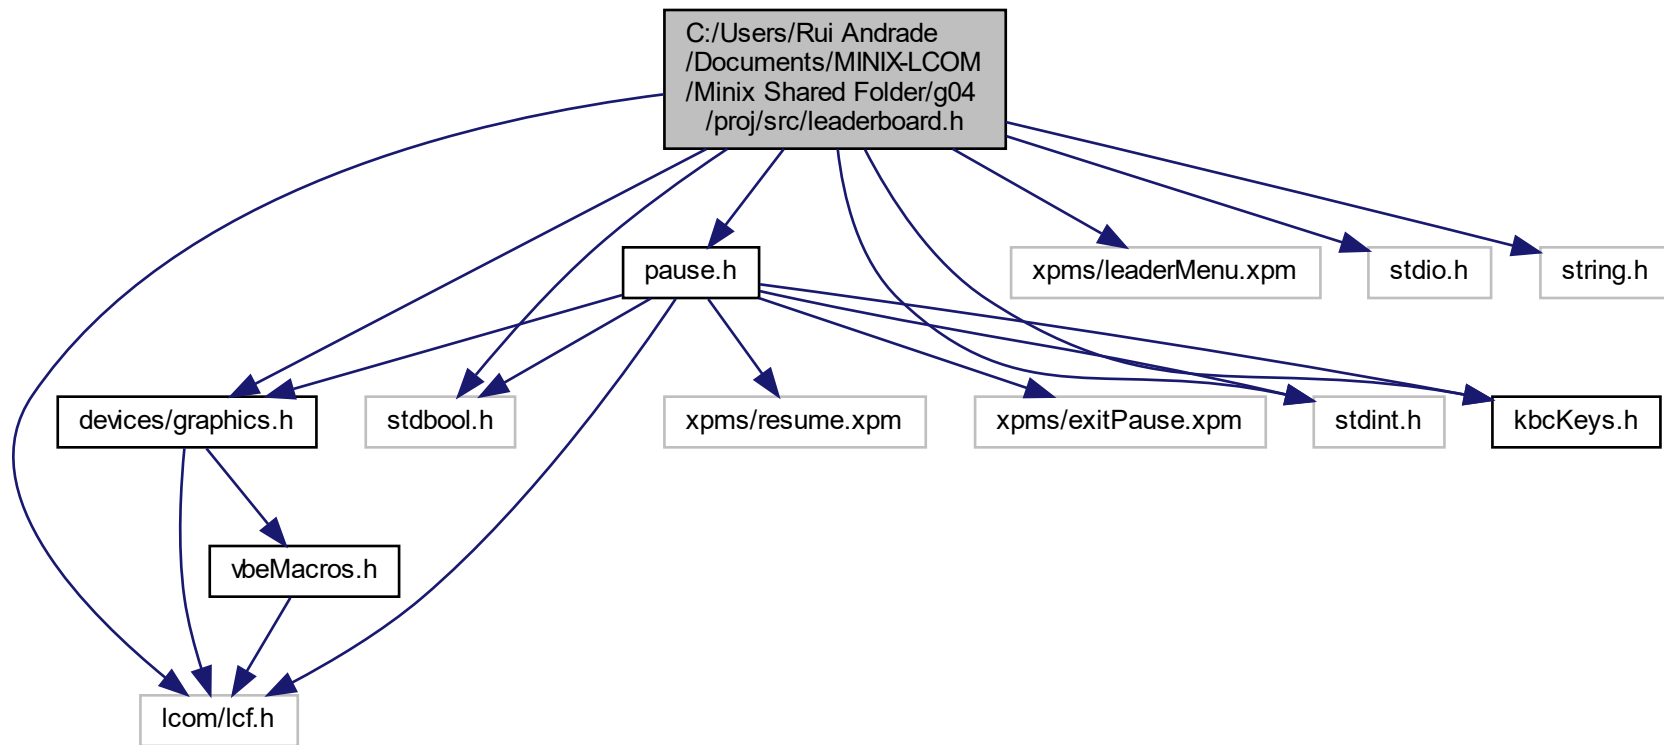 C:/Users/Rui Andrade
/Documents/MINIX-LCOM
/Minix Shared Folder/g04
/proj/src/leaderboard.h
pause.h
xpms/leaderMenu.xpm
stdio.h
string.h
devices/graphics.h
stdbool.h
xpms/resume.xpm
xpms/exitPause.xpm
stdint.h
kbcKeys.h
vbeMacros.h
lcom/lcf.h